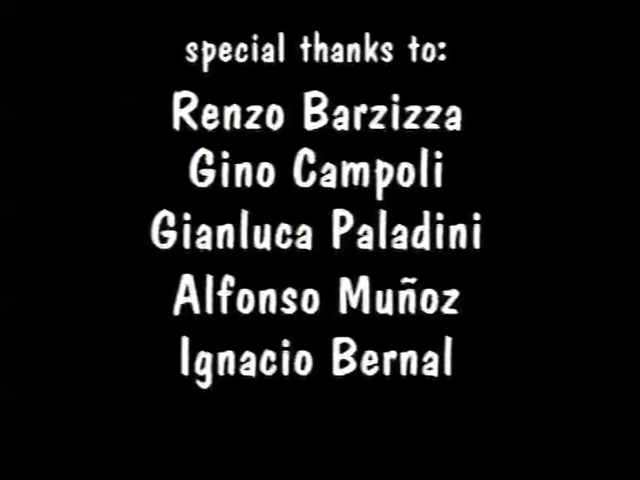 special thanks to:
Renzo Barzizza
Gino Campoli
Gianluca Paladini
Alfonso Muñoz
Ignacio Bernal